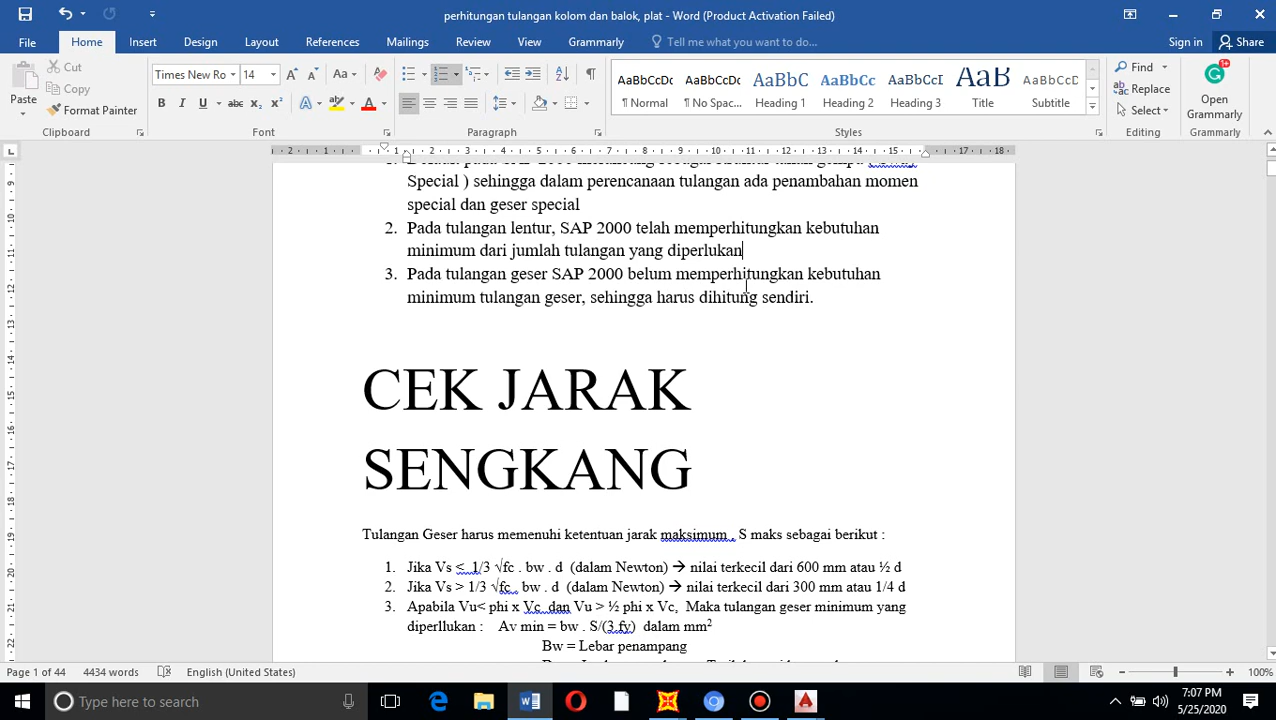 perhitungan tulangan kolom dan balok, plat - Word (Product Activation Failed)
File Home Insert Design Layout References Mailings Review View Grammarly Tell me what you want to do... Sign in Share
Paste
Cut
Copy
Format Painter
Clipboard
Times New Ro 14
Font
Paragraph
AaBbCcDc AaBbCcDc AaBbC AaBbCc AaBbCcI AaB AaBbCcDc
¶ Normal ¶ No Spac... Heading Heading 2 Heading 3 Title Subtitle
Styles
Find
Replace
Select
Editing
Open Grammarly
Grammarly
Special ) sehingga dalam perencanaan tulangan ada penambahan momen
special dan geser special
2. Pada tulangan lentur, SAP 2000 telah memperhitungkan kebutuhan
minimum dari jumlah tulangan yang diperlukan
3. Pada tulangan geser SAP 2000 belum memperhitungkan kebutuhan
minimum tulangan geser, sehingga harus dihitung sendiri.
CEK JARAK
SENGKANG
Tulangan Geser harus memenuhi ketentuan jarak maksimum , S maks sebagai berikut :
1. Jika Vs < 1/3 √fc . bw . d (dalam Newton) → nilai terkecil dari 600 mm atau ½ d
2. Jika Vs > 1/3 √fc . bw . d (dalam Newton) → nilai terkecil dari 300 mm atau 1/4 d
3. Apabila Vu< phi x Vc dan Vu > ½ phi x Vc, Maka tulangan geser minimum yang
diperllukan : Av min = bw . S/(3.fy) dalam mm²
Bw = Lebar penampang
Page 1 of 44 4434 words English (United States) 100%
Type here to search
7:07 PM
5/25/2020